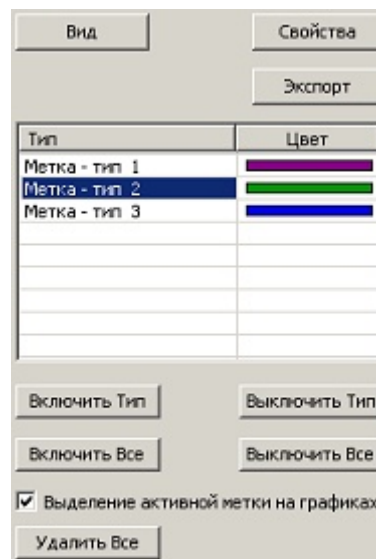 Вид Свойства
Экспорт
Тип Цвет
Метка - тип 1
Метка - тип 2
Метка - тип 3
Включить Тип Выключить Тип
Включить Все Выключить Все
Выделение активной метки на графиках
Удалить Все